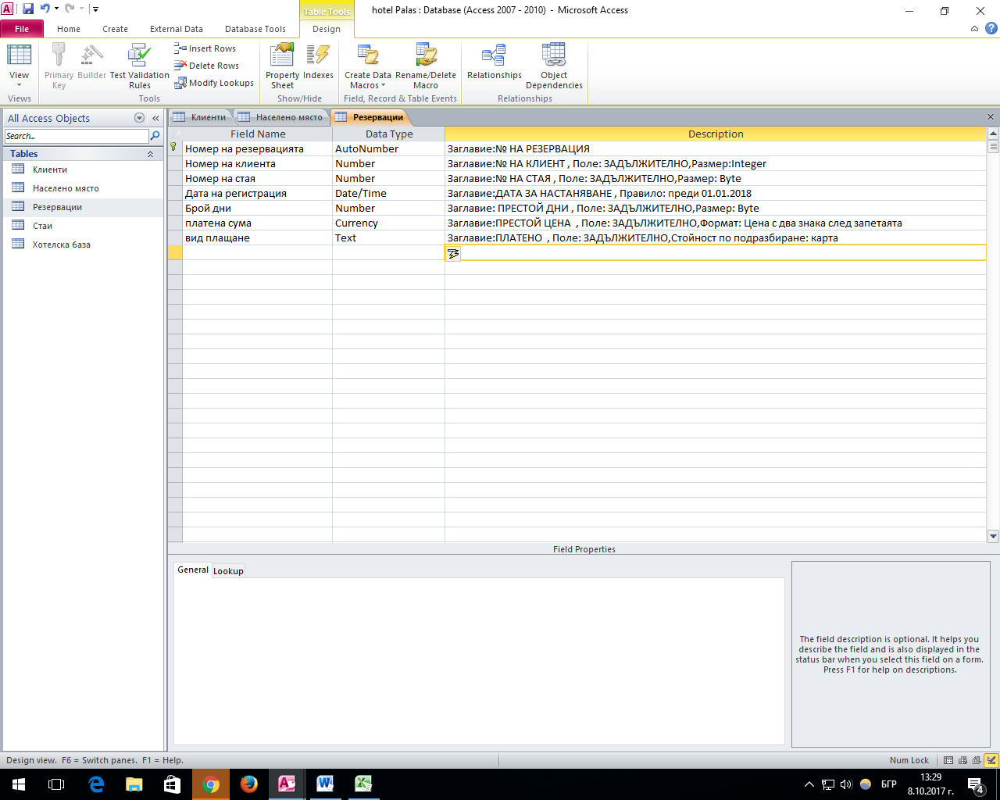 Table Tools
hotel Palas : Database (Access 2007 - 2010) - Microsoft Access
File Home Create External Data Database Tools Design
View
Views
Primary Key
Builder
Test Validation Rules
Insert Rows
Delete Rows
Modify Lookups
Tools
Property Sheet
Indexes
Show/Hide
Create Data Macros
Rename/Delete Macro
Field, Record & Table Events
Relationships
Object Dependencies
Relationships
All Access Objects
Search...
Tables
Клиенти
Населено място
Резервации
Стаи
Хотелска база
Клиенти Населено място Резервации
Field Name Data Type Description
Номер на резервацията AutoNumber Заглавие:№ НА РЕЗЕРВАЦИЯ
Номер на клиента Number Заглавие:№ НА КЛИЕНТ , Поле: ЗАДЪЛЖИТЕЛНО,Размер:Integer
Номер на стая Number Заглавие:№ НА СТАЯ , Поле: ЗАДЪЛЖИТЕЛНО,Размер: Byte
Дата на регистрация Date/Time Заглавие:ДАТА ЗА НАСТАНЯВАНЕ , Правило: преди 01.01.2018
Брой дни Number Заглавие: ПРЕСТОЙ ДНИ , Поле: ЗАДЪЛЖИТЕЛНО,Размер: Byte
платена сума Currency Заглавие:ПРЕСТОЙ ЦЕНА  , Поле: ЗАДЪЛЖИТЕЛНО,Формат: Цена с два знака след запетаята
вид плащане Text Заглавие:ПЛАТЕНО  , Поле: ЗАДЪЛЖИТЕЛНО,Стойност по подразбиране: карта
Field Properties
General Lookup
The field description is optional. It helps you
describe the field and is also displayed in the
status bar when you select this field on a form.
Press F1 for help on descriptions.
Design view.  F6 = Switch panes.  F1 = Help.
Num Lock
БГР
13:29
8.10.2017 г.
4